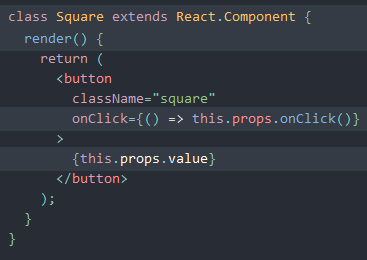 class Square extends React.Component {
render() {
return (
<button
className="square"
onClick={() => this.props.onClick()}
>
{this.props.value}
</button>
);
}
}